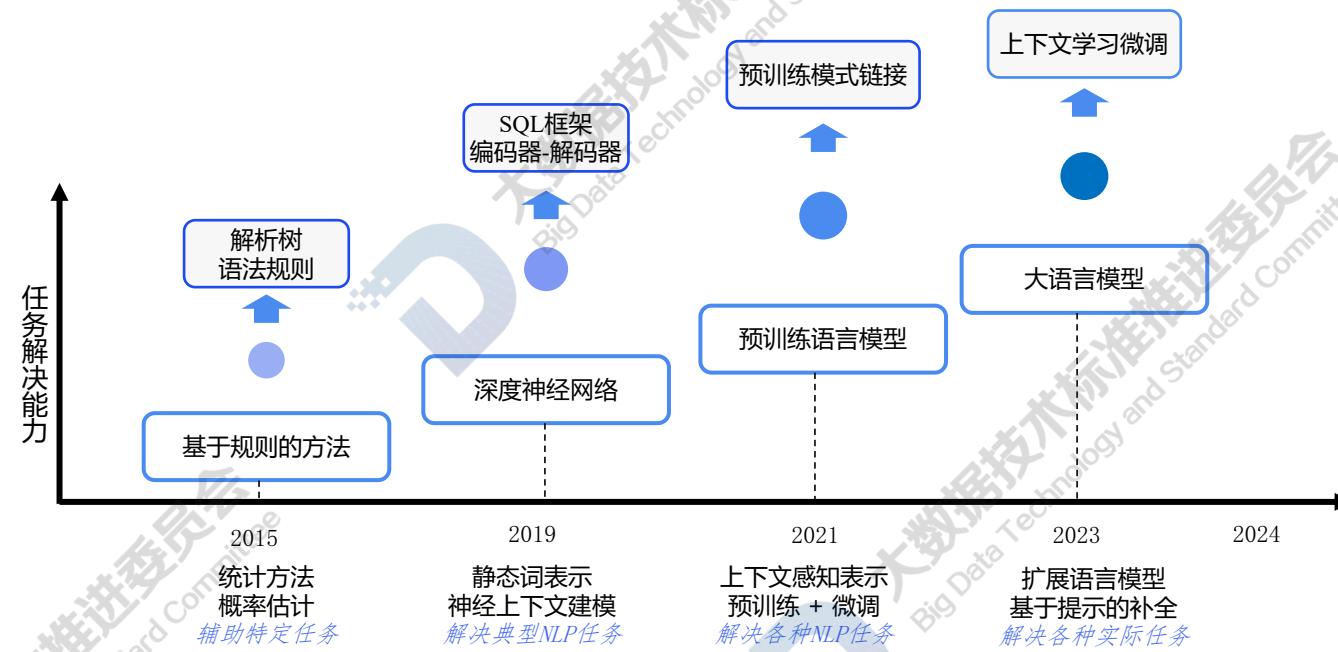 上下文学习微调
预训练模式链接
SQL框架
编码器-解码器
解析树
语法规则
大语言模型
预训练语言模型
深度神经网络
基于规则的方法
任务解决能力
2015
2019
2021
2023
2024
统计方法
概率估计
辅助特定任务
静态词表示
神经上下文建模
解决典型NLP任务
上下文感知表示
预训练 + 微调
解决各种NLP任务
扩展语言模型
基于提示的补全
解决各种实际任务
大数据技术标准推进委员会
Big Data Technology and Standard Committee